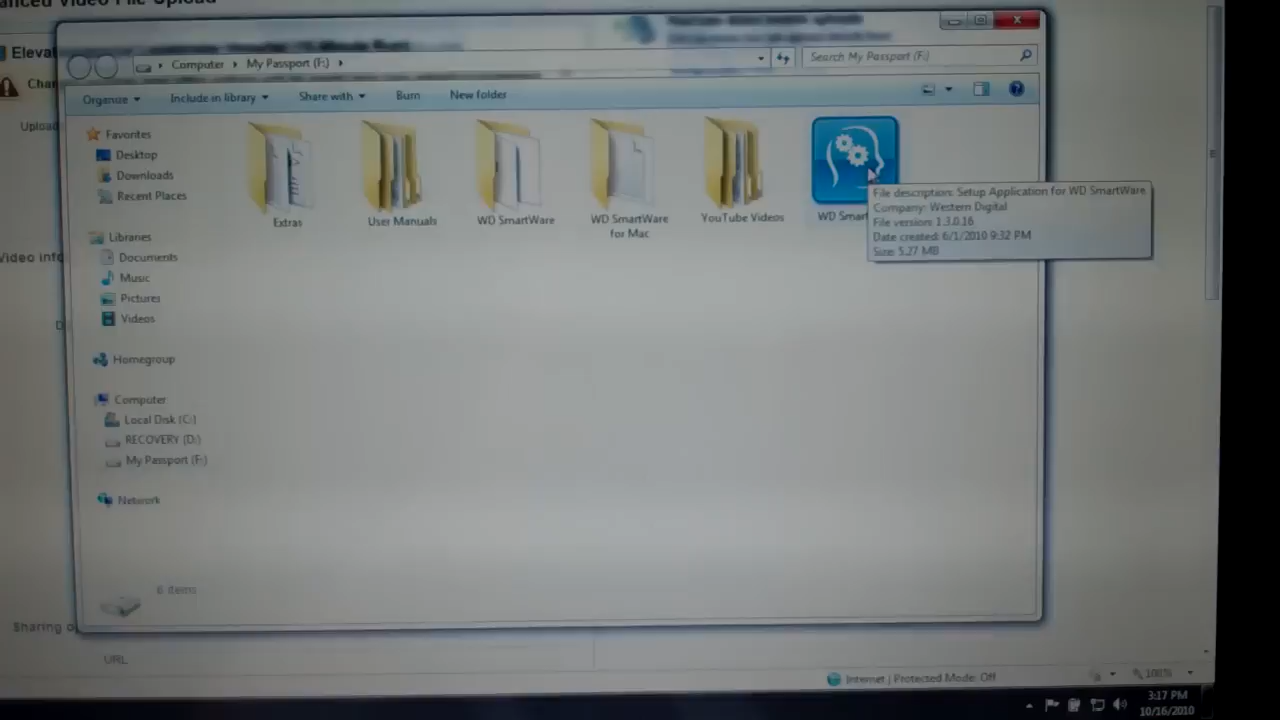 anced Video File Upload
Computer
My Passport (F:)
Search My Passport (F:)
Organize
Include in library
Share with
Burn
New folder
Favorites
Desktop
Downloads
Recent Places
Libraries
Documents
Music
Pictures
Videos
Homegroup
Computer
Local Disk (C:)
RECOVERY (D:)
My Passport (F:)
Network
Extras
User Manuals
WD SmartWare
WD SmartWare
for Mac
YouTube Videos
WD Smart
File description: Setup Application for WD SmartWare
Company: Western Digital
File version: 1.3.0.16
Date created: 6/1/2010 9:32 PM
Size: 5.27 MB
6 items
Eleva
Char
Upload
Video info
D
Sharing o
URL
Internet | Protected Mode: Off
100%
3:17 PM
10/16/2010